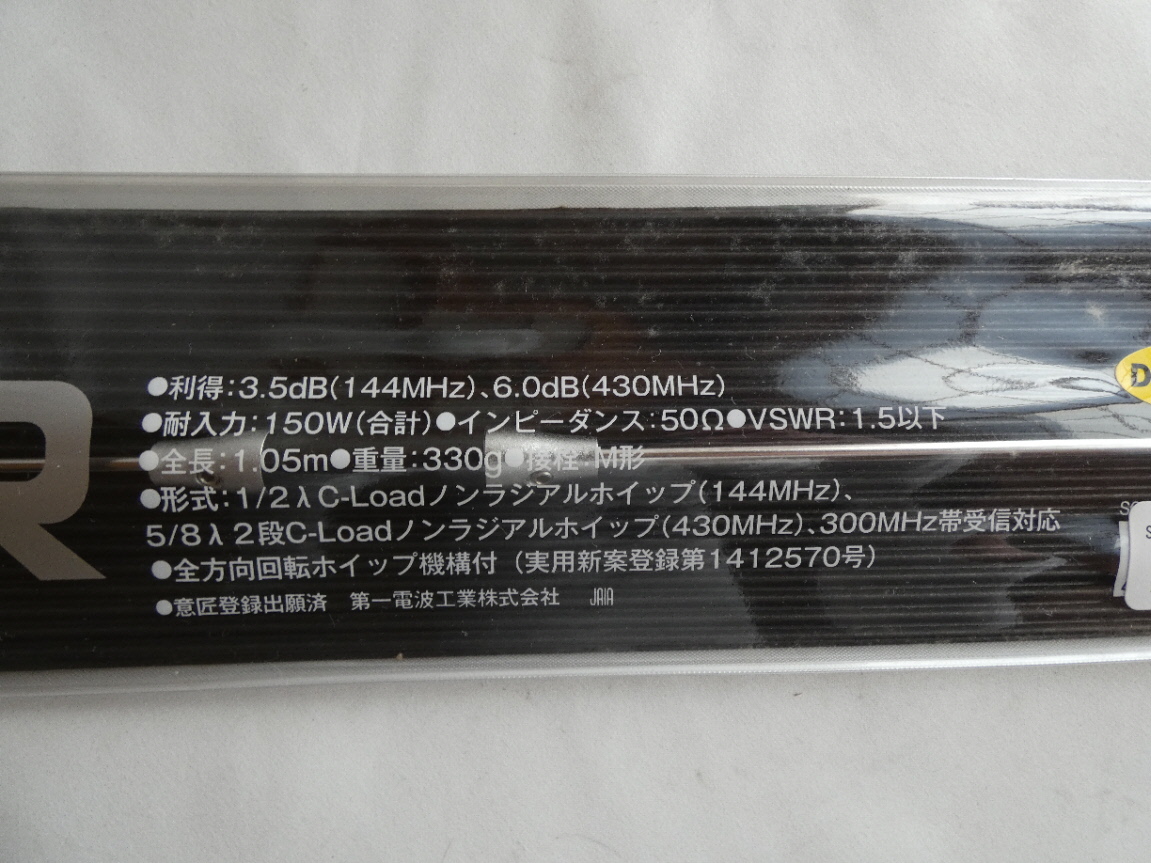 R
●利得:3.5dB(144MHz)、6.0dB(430MHz)
●耐入力:150W(合計)●インピーダンス:50Ω●VSWR:1.5以下
●全長:1.05m●重量:330g●接栓:M形
●形式:1/2λC-Loadノンラジアルホイップ(144MHz)、
5/8λ2段C-Loadノンラジアルホイップ(430MHz)、300MHz帯受信対応
●全方向回転ホイップ機構付(実用新案登録第1412570号)
●意匠登録出願済 第一電波工業株式会社 JAIA
D